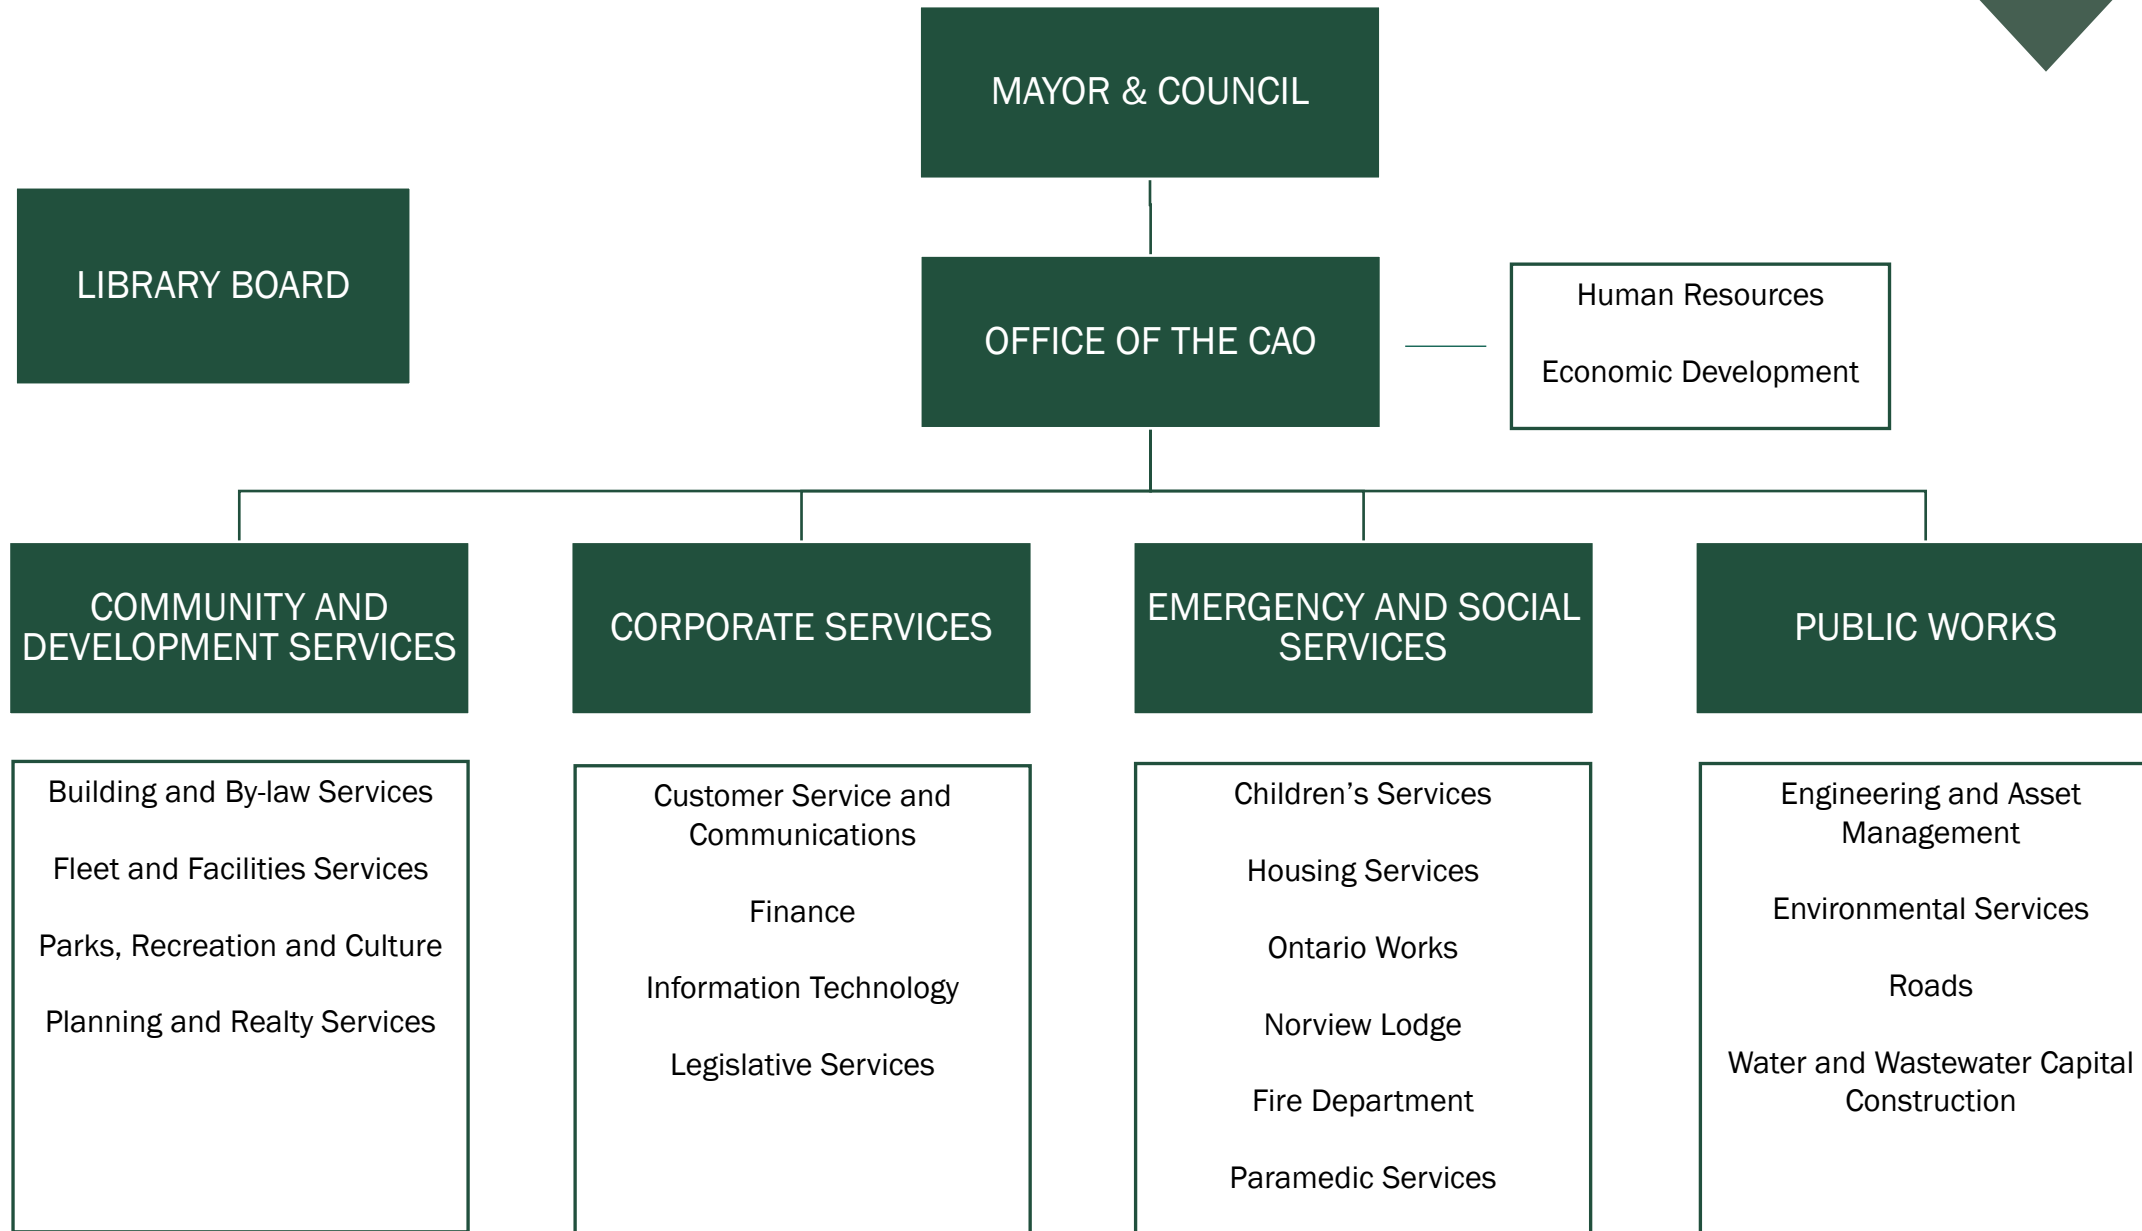 MAYOR & COUNCIL
LIBRARY BOARD
OFFICE OF THE CAO
Human Resources
Economic Development
COMMUNITY AND
DEVELOPMENT SERVICES
CORPORATE SERVICES
EMERGENCY AND SOCIAL
SERVICES
PUBLIC WORKS
Building and By-law Services
Fleet and Facilities Services
Parks, Recreation and Culture
Planning and Realty Services
Customer Service and
Communications
Finance
Information Technology
Legislative Services
Children’s Services
Housing Services
Ontario Works
Norview Lodge
Fire Department
Paramedic Services
Engineering and Asset
Management
Environmental Services
Roads
Water and Wastewater Capital
Construction